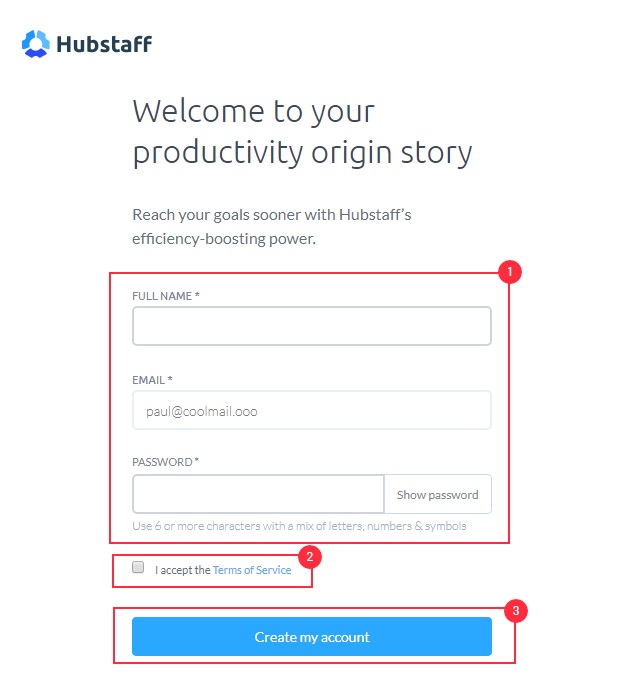 Hubstaff
Welcome to your
productivity origin story
Reach your goals sooner with Hubstaff's
efficiency-boosting power.
1
FULL NAME *
EMAIL *
paul@coolmail.ooo
PASSWORD *
Show password
Use 6 or more characters with a mix of letters, numbers & symbols
2
I accept the Terms of Service
3
Create my account